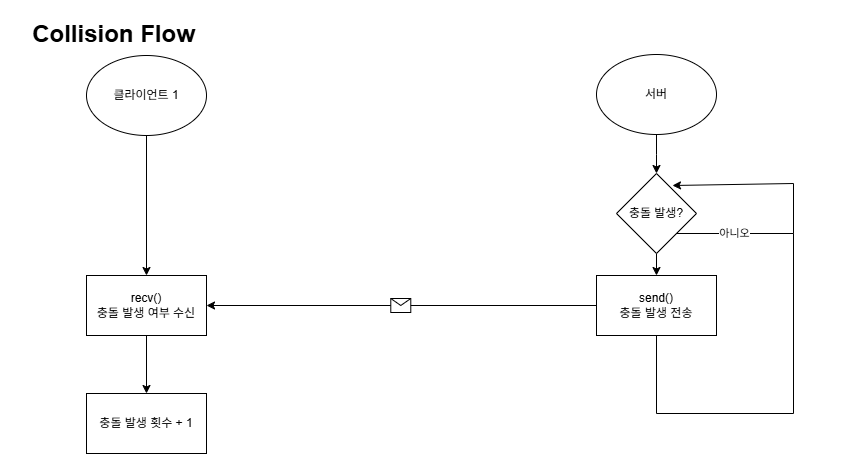 Collision Flow
클라이언트 1
서버
충돌 발생?
아니오
recv()
충돌 발생 여부 수신
send()
충돌 발생 전송
충돌 발생 횟수 + 1